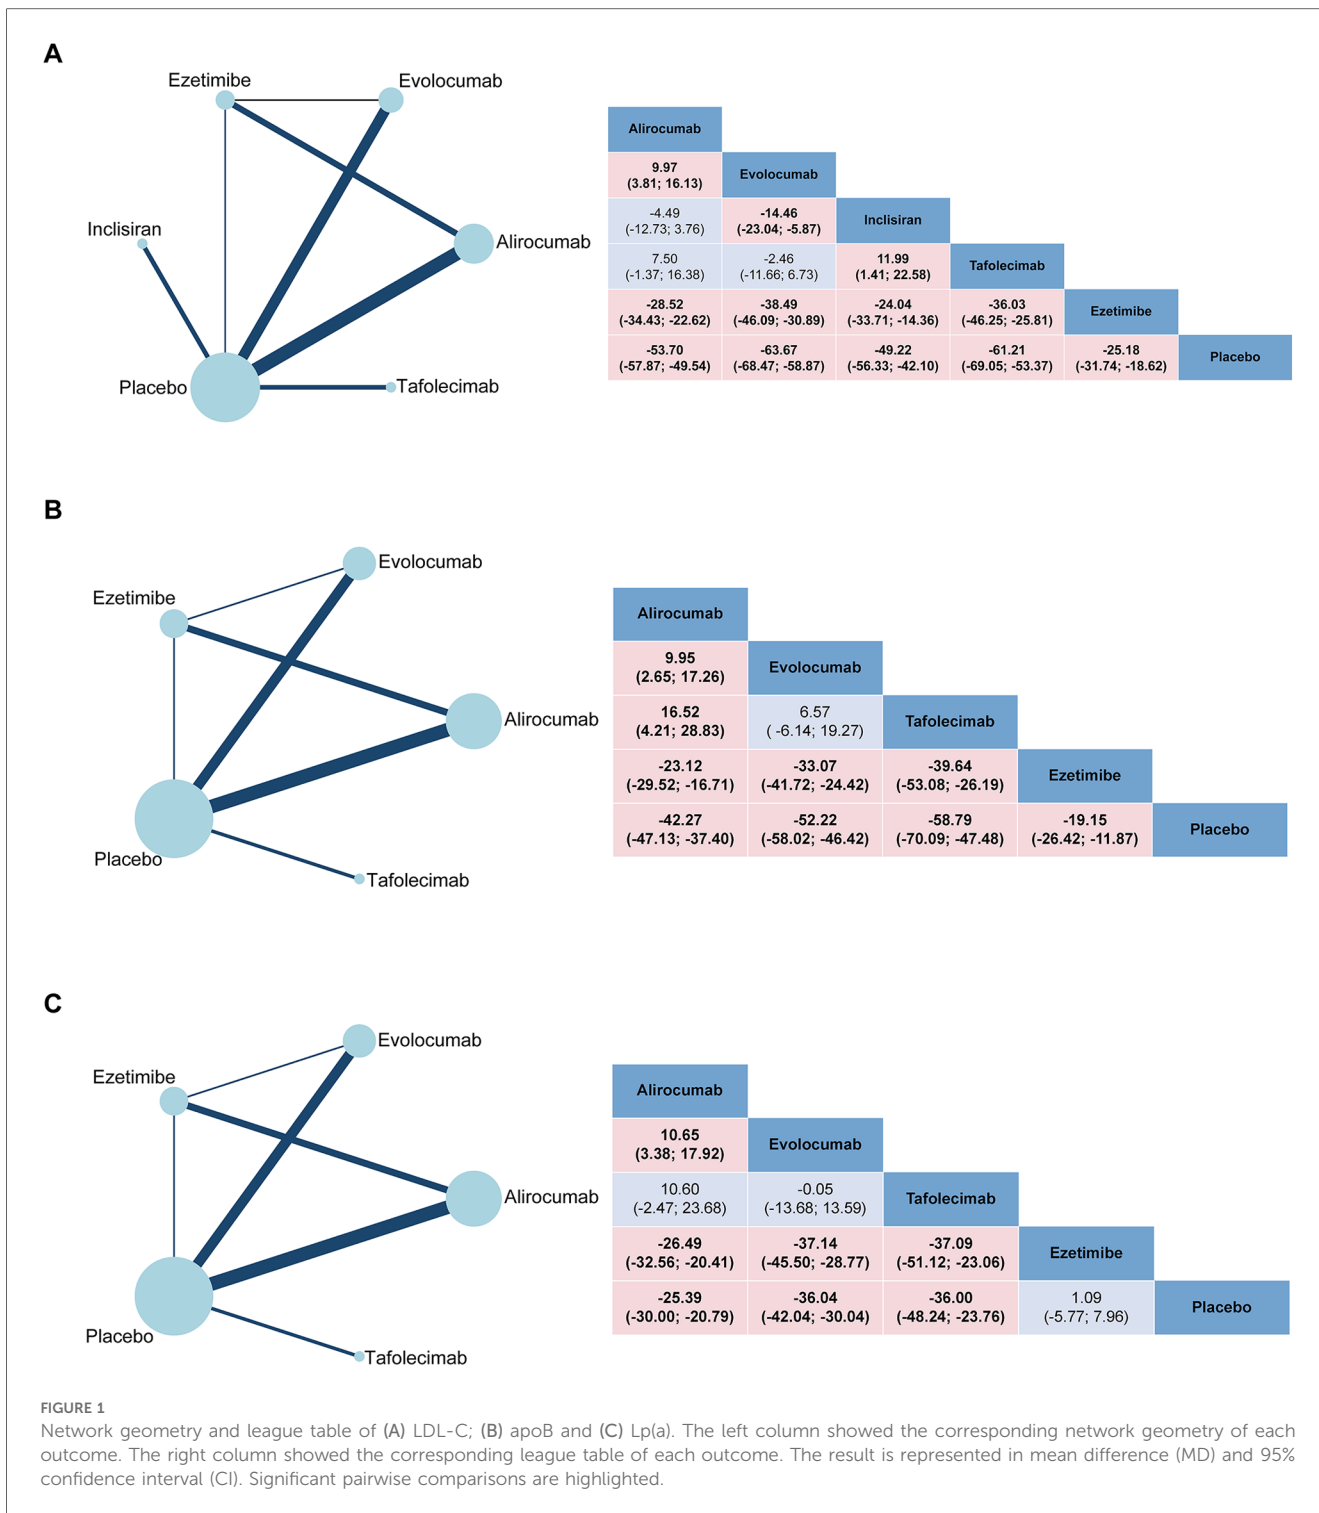 A
Ezetimibe
Evolocumab
Inclisiran
Alirocumab
Placebo
Tafolecimab
Alirocumab
9.97
(3.81; 16.13)
Evolocumab
-4.49
(-12.73; 3.76)
-14.46
(-23.04; -5.87)
Inclisiran
7.50
(-1.37; 16.38)
-2.46
(-11.66; 6.73)
11.99
(1.41; 22.58)
Tafolecimab
-28.52
(-34.43; -22.62)
-38.49
(-46.09; -30.89)
-24.04
(-33.71; -14.36)
-36.03
(-46.25; -25.81)
Ezetimibe
-53.70
(-57.87; -49.54)
-63.67
(-68.47; -58.87)
-49.22
(-56.33; -42.10)
-61.21
(-69.05; -53.37)
-25.18
(-31.74; -18.62)
Placebo
B
Evolocumab
Ezetimibe
Alirocumab
Placebo
Tafolecimab
Alirocumab
9.95
(2.65; 17.26)
Evolocumab
16.52
(4.21; 28.83)
6.57
( -6.14; 19.27)
Tafolecimab
-23.12
(-29.52; -16.71)
-33.07
(-41.72; -24.42)
-39.64
(-53.08; -26.19)
Ezetimibe
-42.27
(-47.13; -37.40)
-52.22
(-58.02; -46.42)
-58.79
(-70.09; -47.48)
-19.15
(-26.42; -11.87)
Placebo
C
Evolocumab
Ezetimibe
Alirocumab
Placebo
Tafolecimab
Alirocumab
10.65
(3.38; 17.92)
Evolocumab
10.60
(-2.47; 23.68)
-0.05
(-13.68; 13.59)
Tafolecimab
-26.49
(-32.56; -20.41)
-37.14
(-45.50; -28.77)
-37.09
(-51.12; -23.06)
Ezetimibe
-25.39
(-30.00; -20.79)
-36.04
(-42.04; -30.04)
-36.00
(-48.24; -23.76)
1.09
(-5.77; 7.96)
Placebo
FIGURE 1
Network geometry and league table of (A) LDL-C; (B) apoB and (C) Lp(a). The left column showed the corresponding network geometry of each
outcome. The right column showed the corresponding league table of each outcome. The result is represented in mean difference (MD) and 95%
confidence interval (CI). Significant pairwise comparisons are highlighted.